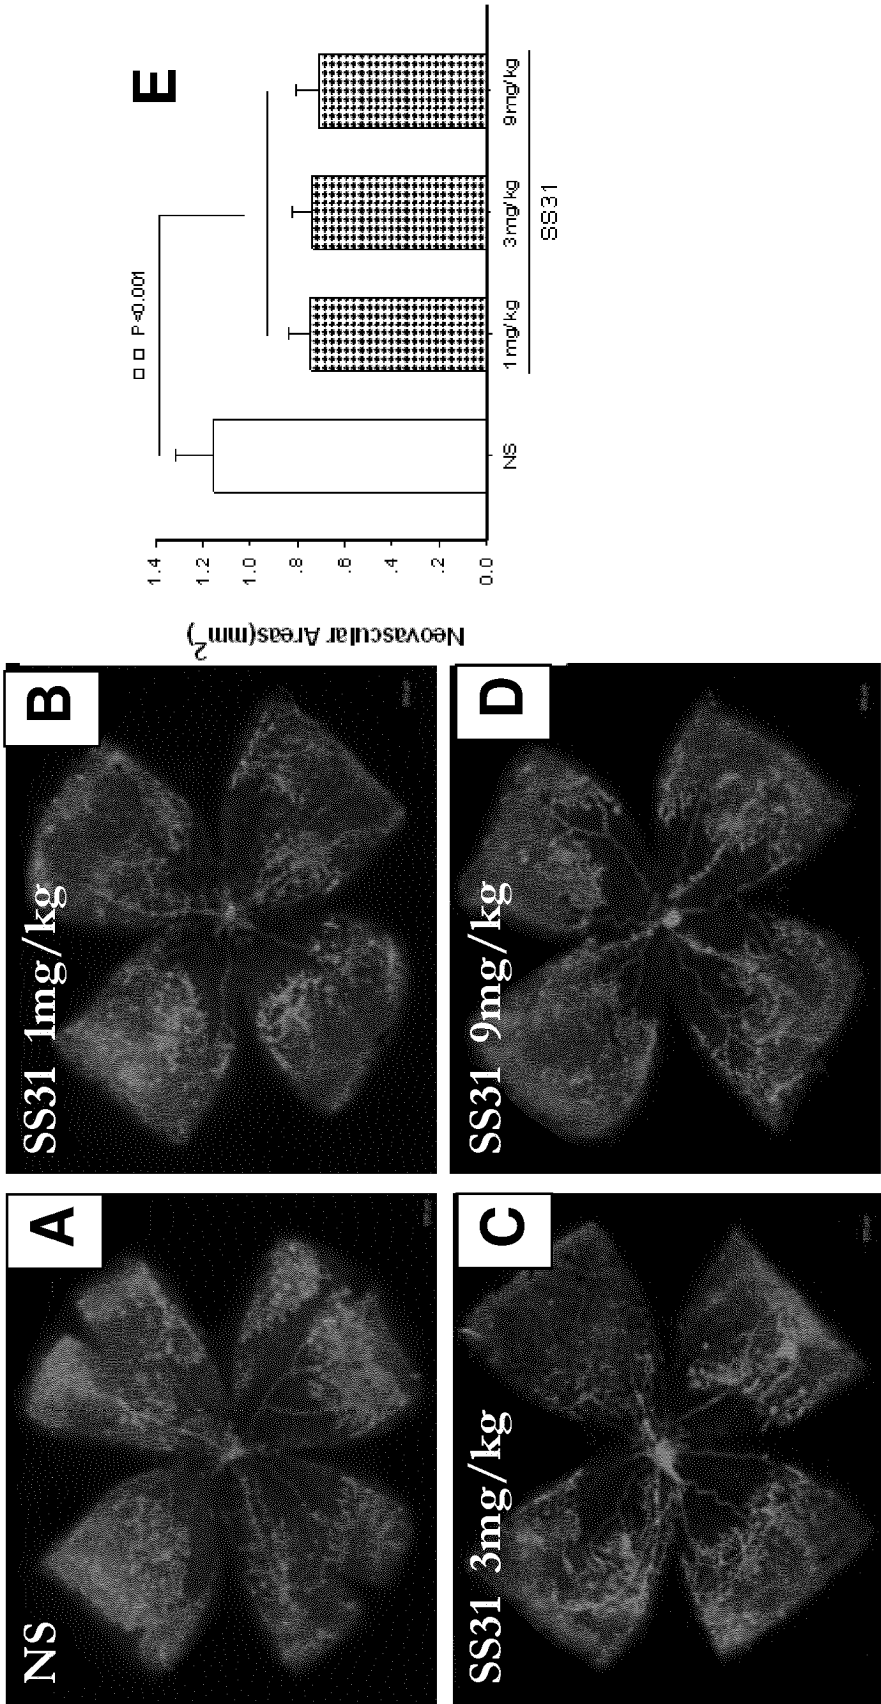 NS
A
SS31 1mg/kg
B
SS31 3mg/kg
C
SS31 9mg/kg
D
E
□ □ P<0.001
Neovascular Areas(mm2)
1.4
1.2
1.0
.8
.6
.4
.2
0.0
NS
1mg/kg
3mg/kg
9mg/kg
SS31